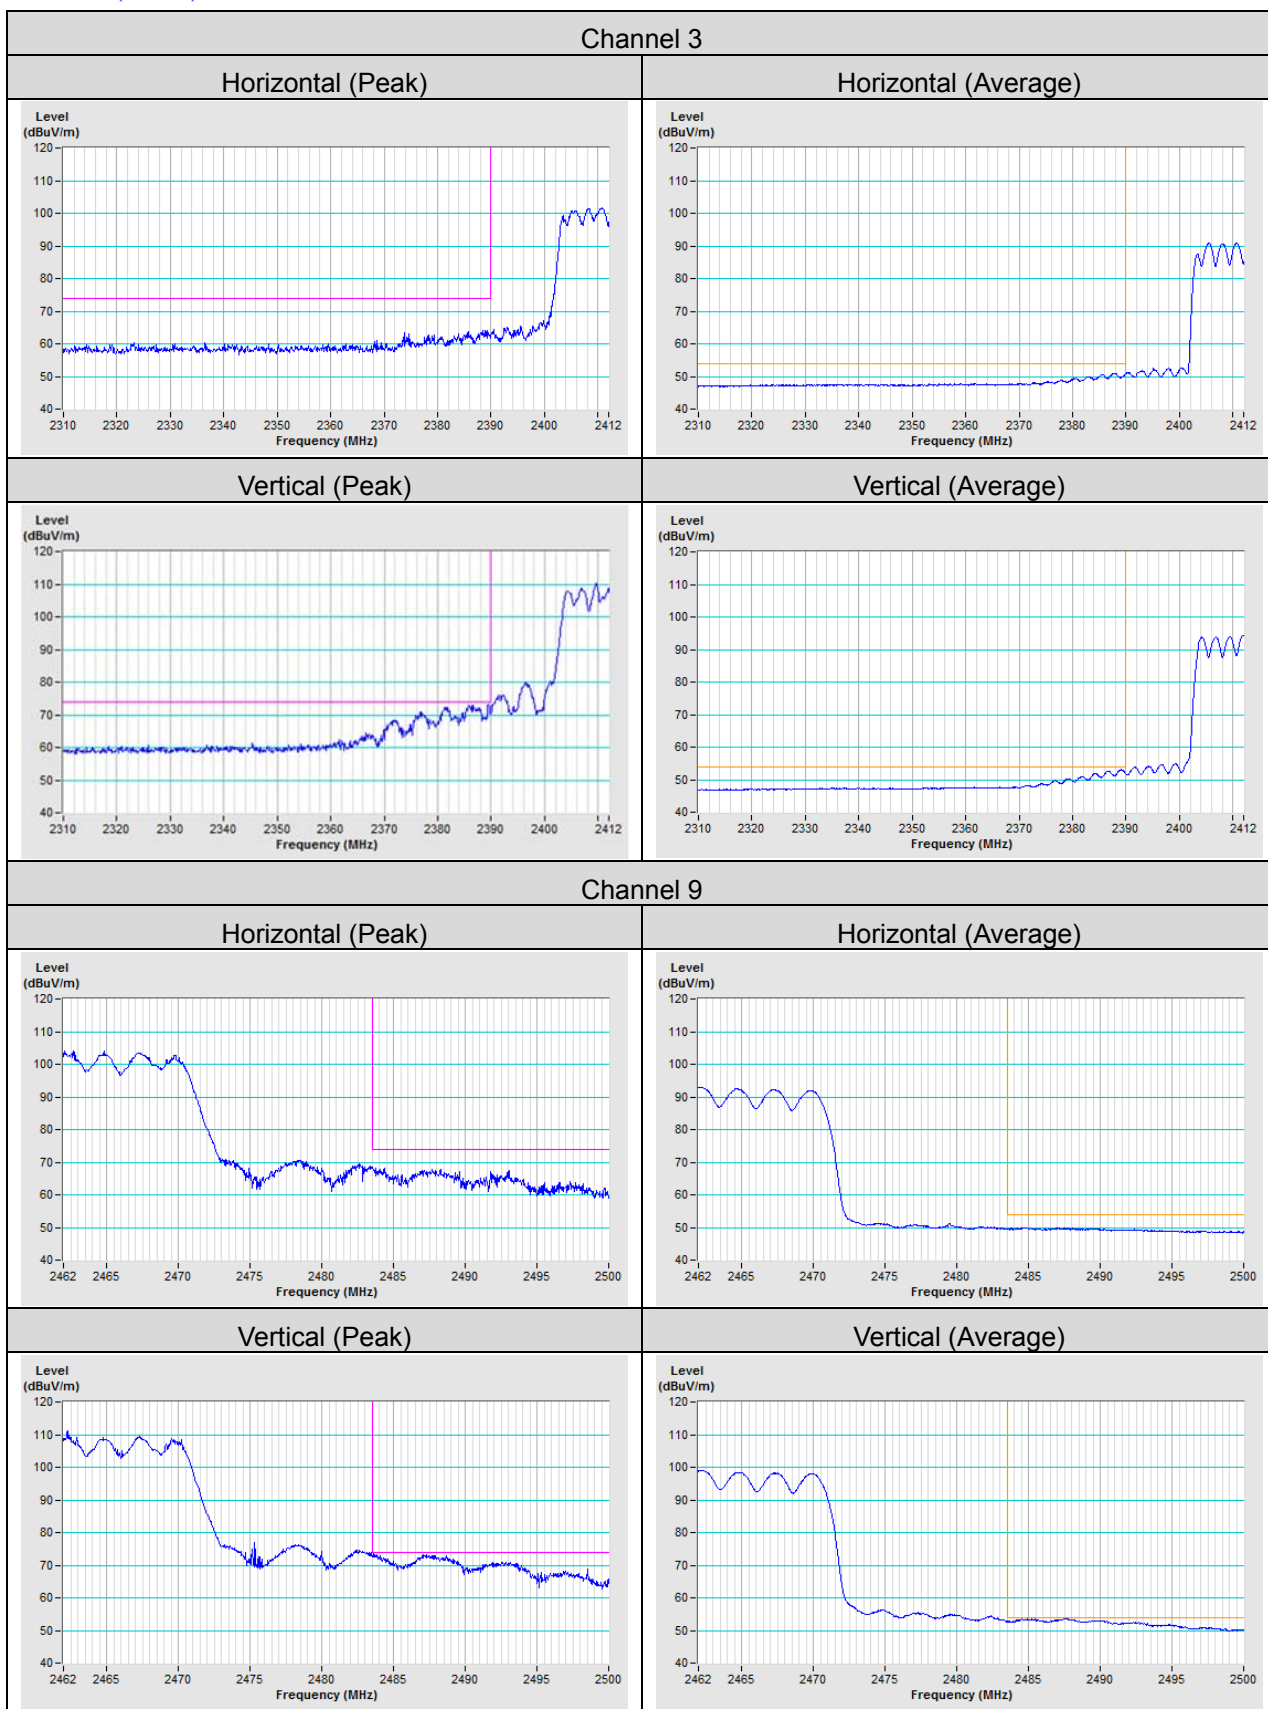 Channel 3
Horizontal (Peak) Horizontal (Average)
Level Level
(dBuV/m) (dBuV/m)
120 120
110 110
100 100
90 90
80 80
70 70
60 60
50 50
40 40
2310 2320 2330 2340 2350 2360 2370 2380 2390 2400 2412 2310 2320 2330 2340 2350 2360 2370 2380 2390 2400 2412
Frequency (MHz) Frequency (MHz)
Vertical (Peak) Vertical (Average)
Level Level
(dBuV/m) (dBuV/m)
120 120
110 110
100 100
90 90
80 80
70 70
60 60
50 50
40 40
2310 2320 2330 2340 2350 2360 2370 2380 2390 2400 2412 2310 2320 2330 2340 2350 2360 2370 2380 2390 2400 2412
Frequency (MHz) Frequency (MHz)
Channel 9
Horizontal (Peak) Horizontal (Average)
Level Level
(dBuV/m) (dBuV/m)
120 120
110 110
100 100
90 90
80 80
70 70
60 60
50 50
40 40
2462 2465 2470 2475 2480 2485 2490 2495 2500 2462 2465 2470 2475 2480 2485 2490 2495 2500
Frequency (MHz) Frequency (MHz)
Vertical (Peak) Vertical (Average)
Level Level
(dBuV/m) (dBuV/m)
120 120
110 110
100 100
90 90
80 80
70 70
60 60
50 50
40 40
2462 2465 2470 2475 2480 2485 2490 2495 2500 2462 2465 2470 2475 2480 2485 2490 2495 2500
Frequency (MHz) Frequency (MHz)